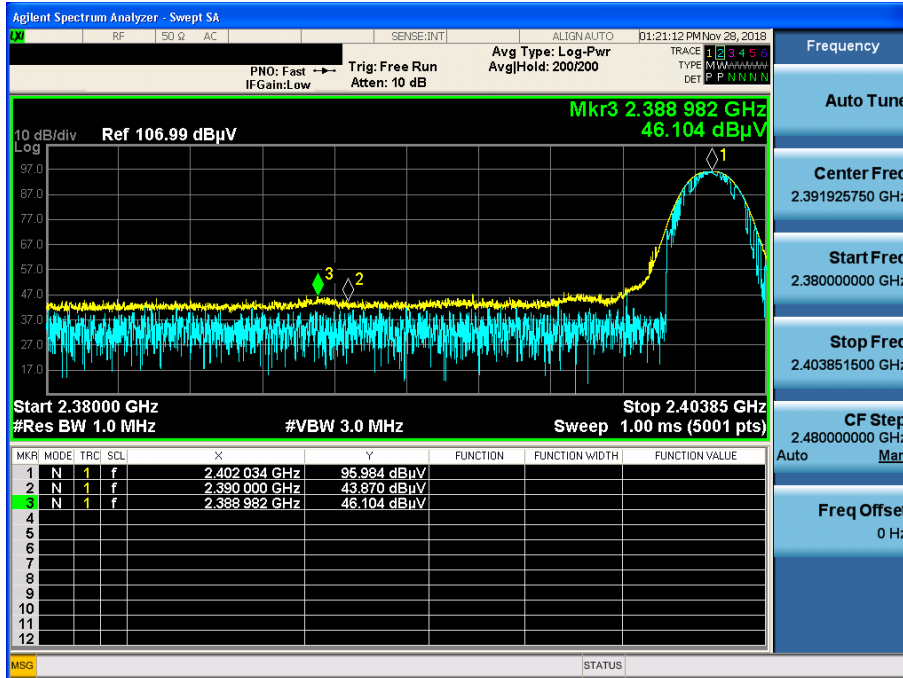 Agilent Spectrum Analyzer - Swept SA
LXI RF 50 Ω AC SENSE:INT ALIGN AUTO 01:21:12 PM Nov 28, 2018
Avg Type: Log-Pwr TRACE 1 2 3 4 5 6
PNO: Fast Trig: Free Run Avg|Hold: 200/200 TYPE M
IFGain:Low Atten: 10 dB DET P P N N N N
Mkr3 2.388 982 GHz
10 dB/div Ref 106.99 dBµV 46.104 dBµV
Log
97.0
87.0
77.0
67.0
57.0
47.0
37.0
27.0
17.0
1
3
2
Start 2.38000 GHz Stop 2.40385 GHz
#Res BW 1.0 MHz #VBW 3.0 MHz Sweep 1.00 ms (5001 pts)
MKR MODE TRC SCL X Y FUNCTION FUNCTION WIDTH FUNCTION VALUE
1 N 1 f 2.402 034 GHz 95.984 dBµV
2 N 1 f 2.390 000 GHz 43.870 dBµV
3 N 1 f 2.388 982 GHz 46.104 dBµV
4
5
6
7
8
9
10
11
12
MSG STATUS
Frequency
Auto Tune
Center Freq
2.391925750 GHz
Start Freq
2.380000000 GHz
Stop Freq
2.403851500 GHz
CF Step
2.480000000 GHz
Auto Man
Freq Offset
0 Hz